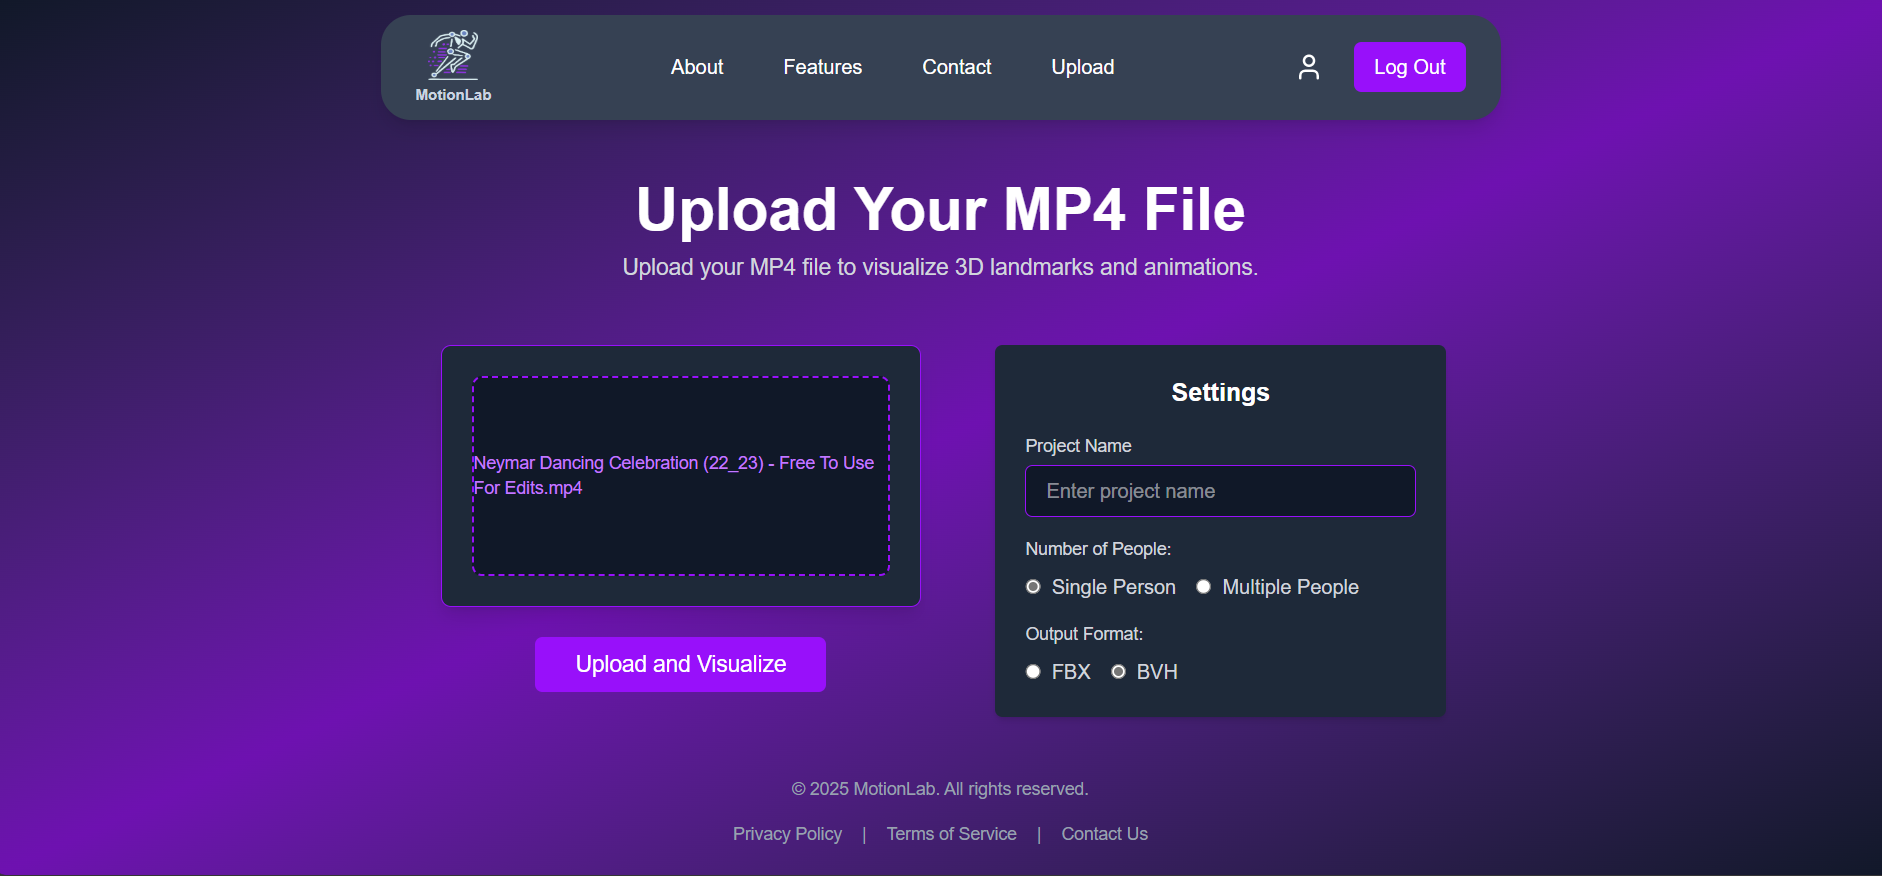 MotionLab
About
Features
Contact
Upload
Log Out
Upload Your MP4 File
Upload your MP4 file to visualize 3D landmarks and animations.
Neymar Dancing Celebration (22_23) - Free To Use
For Edits.mp4
Upload and Visualize
Settings
Project Name
Enter project name
Number of People:
Single Person
Multiple People
Output Format:
FBX
BVH
© 2025 MotionLab. All rights reserved.
Privacy Policy | Terms of Service | Contact Us